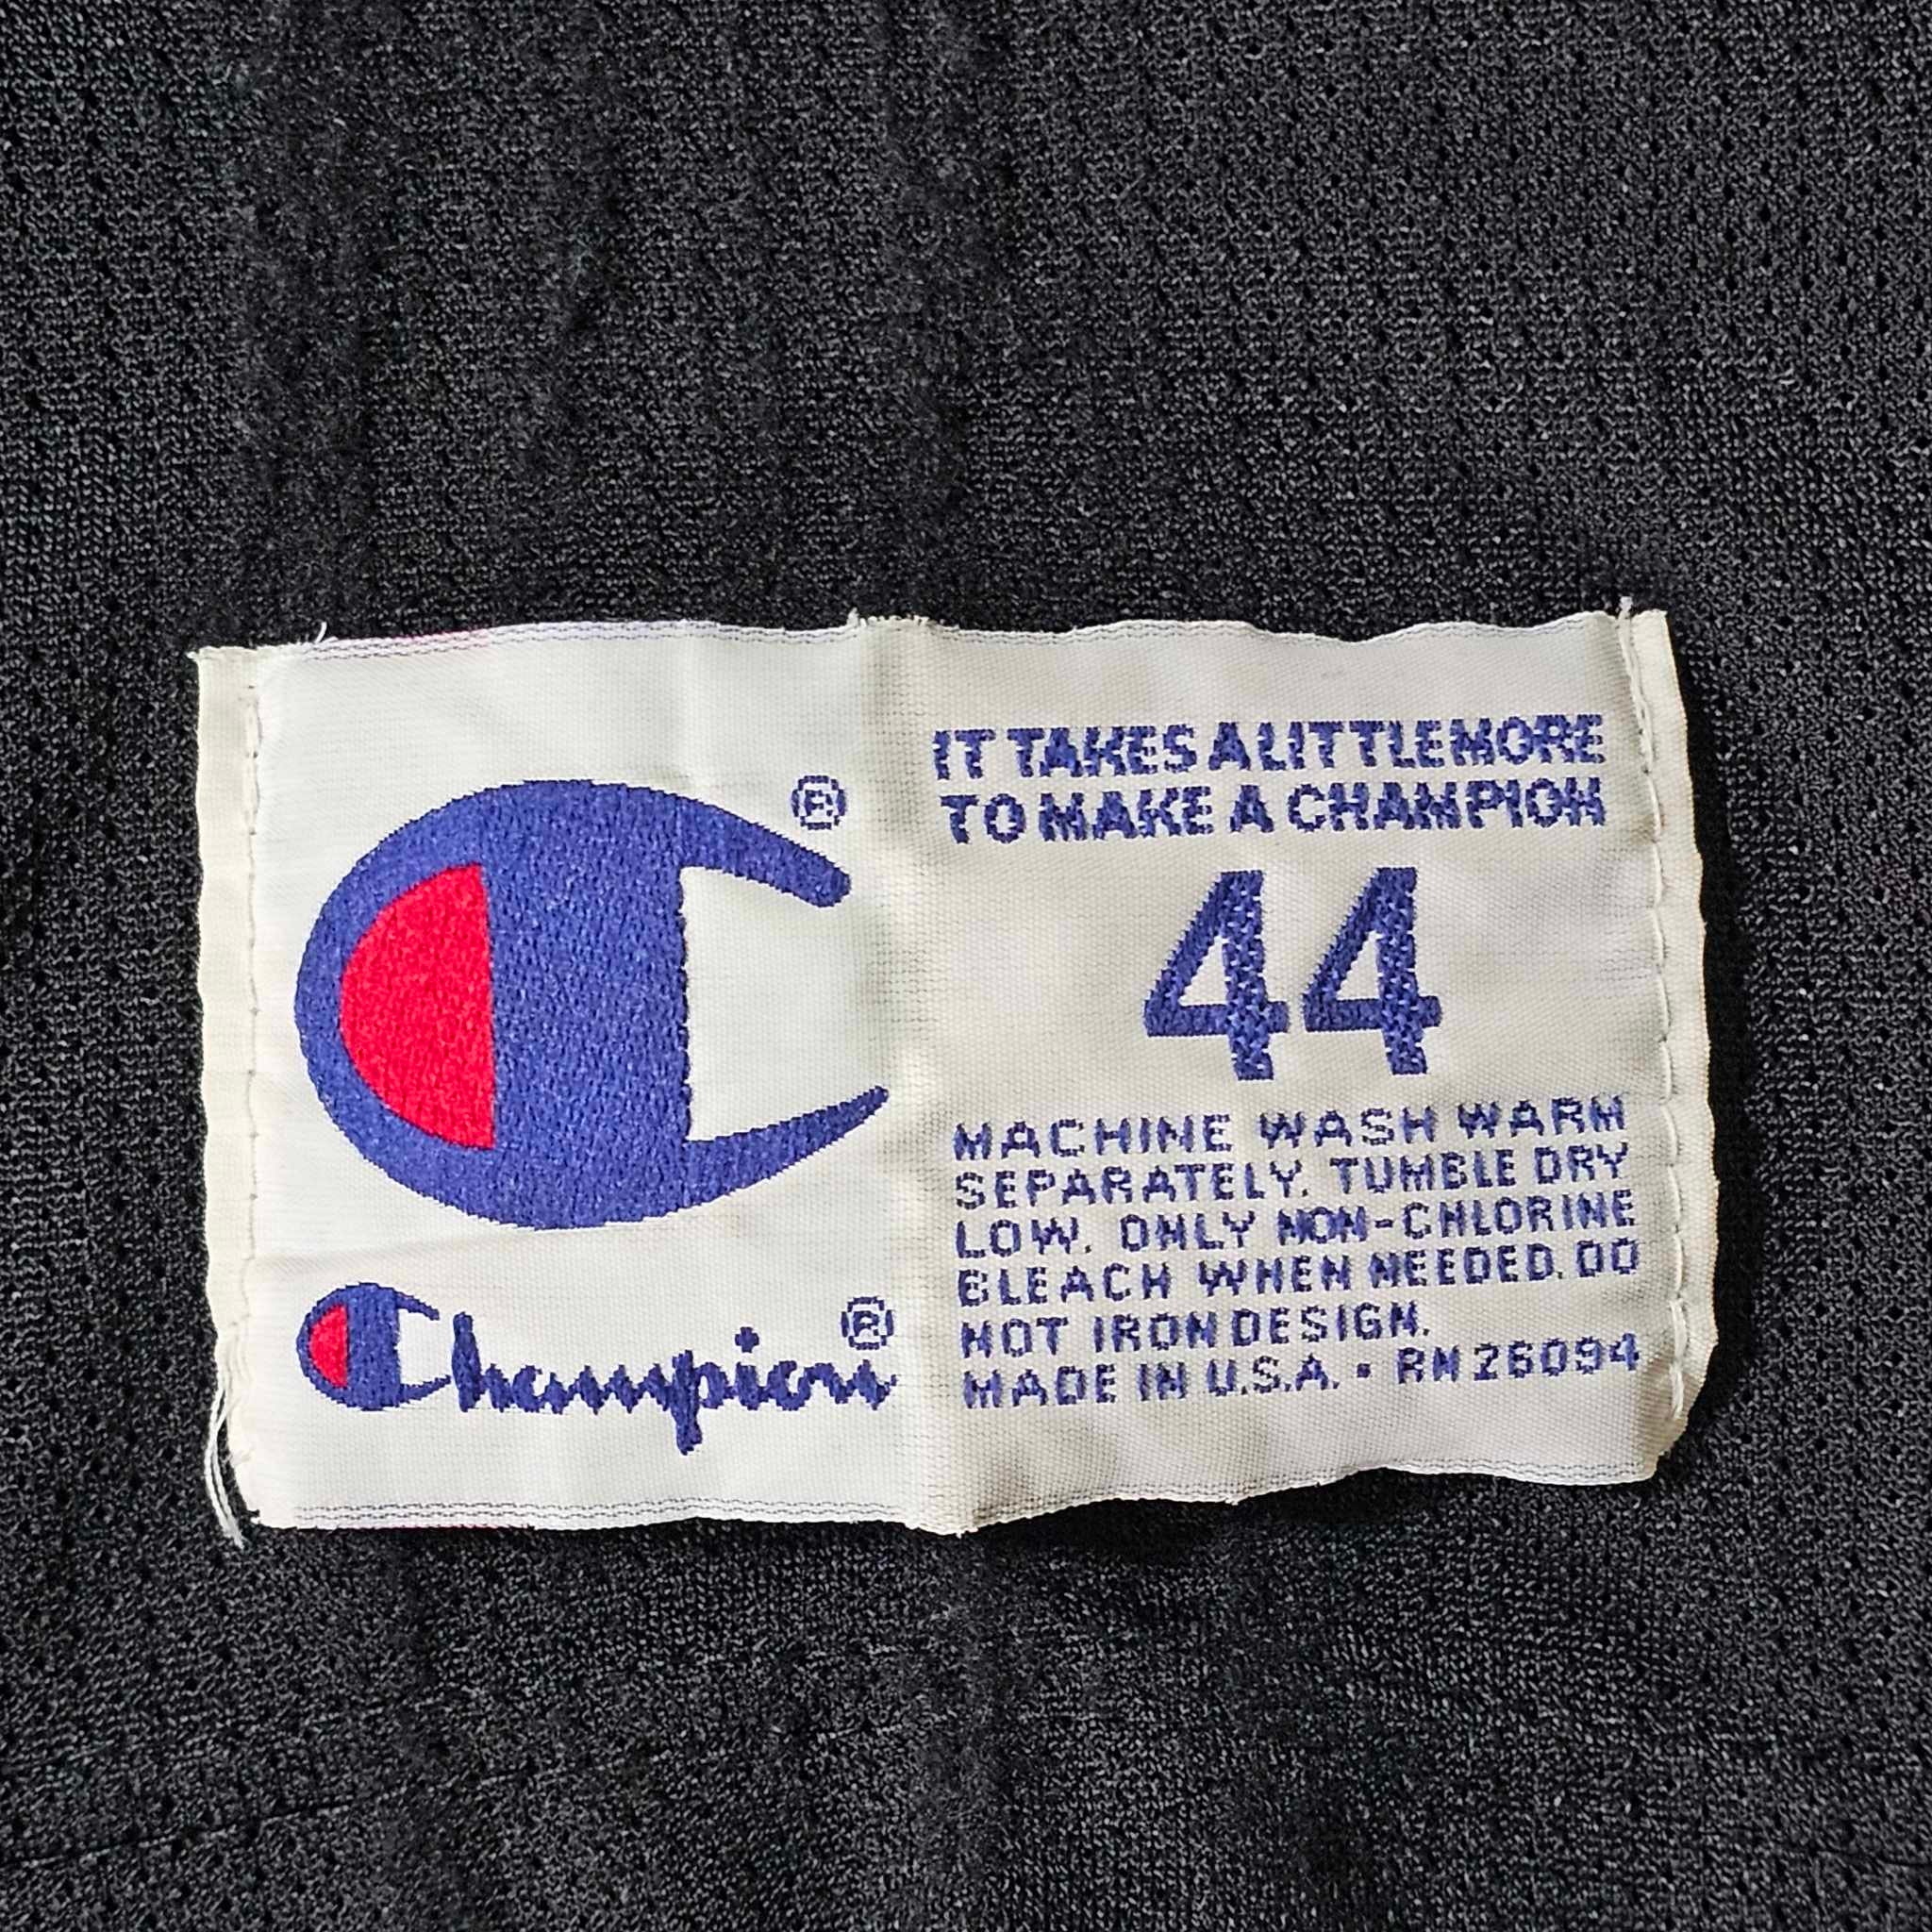 IT TAKES A LITTLE MORE
TO MAKE A CHAMPION
44
MACHINE WASH WARM
SEPARATELY. TUMBLE DRY
LOW. ONLY NON-CHLORINE
BLEACH WHEN NEEDED. DO
NOT IRON DESIGN.
MADE IN U.S.A. • RN 26094
®
Champion®